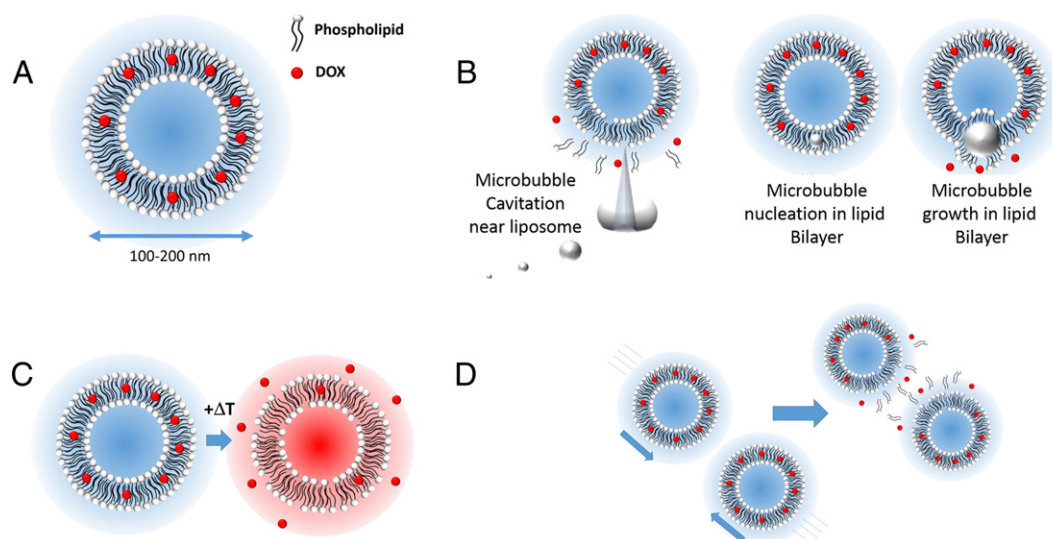 A
Phospholipid
DOX
100-200 nm
B
Microbubble
Cavitation
near liposome
Microbubble
nucleation in lipid
Bilayer
Microbubble
growth in lipid
Bilayer
C
+ΔT
D